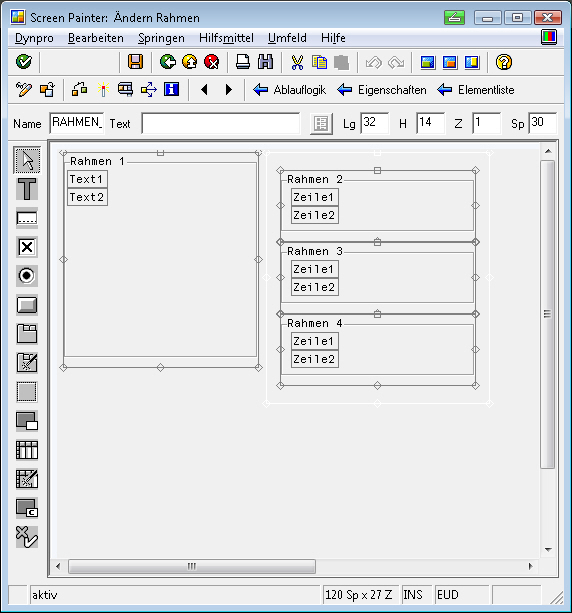 Screen Painter: Ändern Rahmen
Dynpro Bearbeiten Springen Hilfsmittel Umfeld Hilfe
Ablauflogik Eigenschaften Elementliste
Name RAHMEN_ Text Lg 32 H 14 Z 1 Sp 30
Rahmen 1
Text1
Text2
Rahmen 2
Zeile1
Zeile2
Rahmen 3
Zeile1
Zeile2
Rahmen 4
Zeile1
Zeile2
aktiv 120 Sp x 27 Z INS EUD